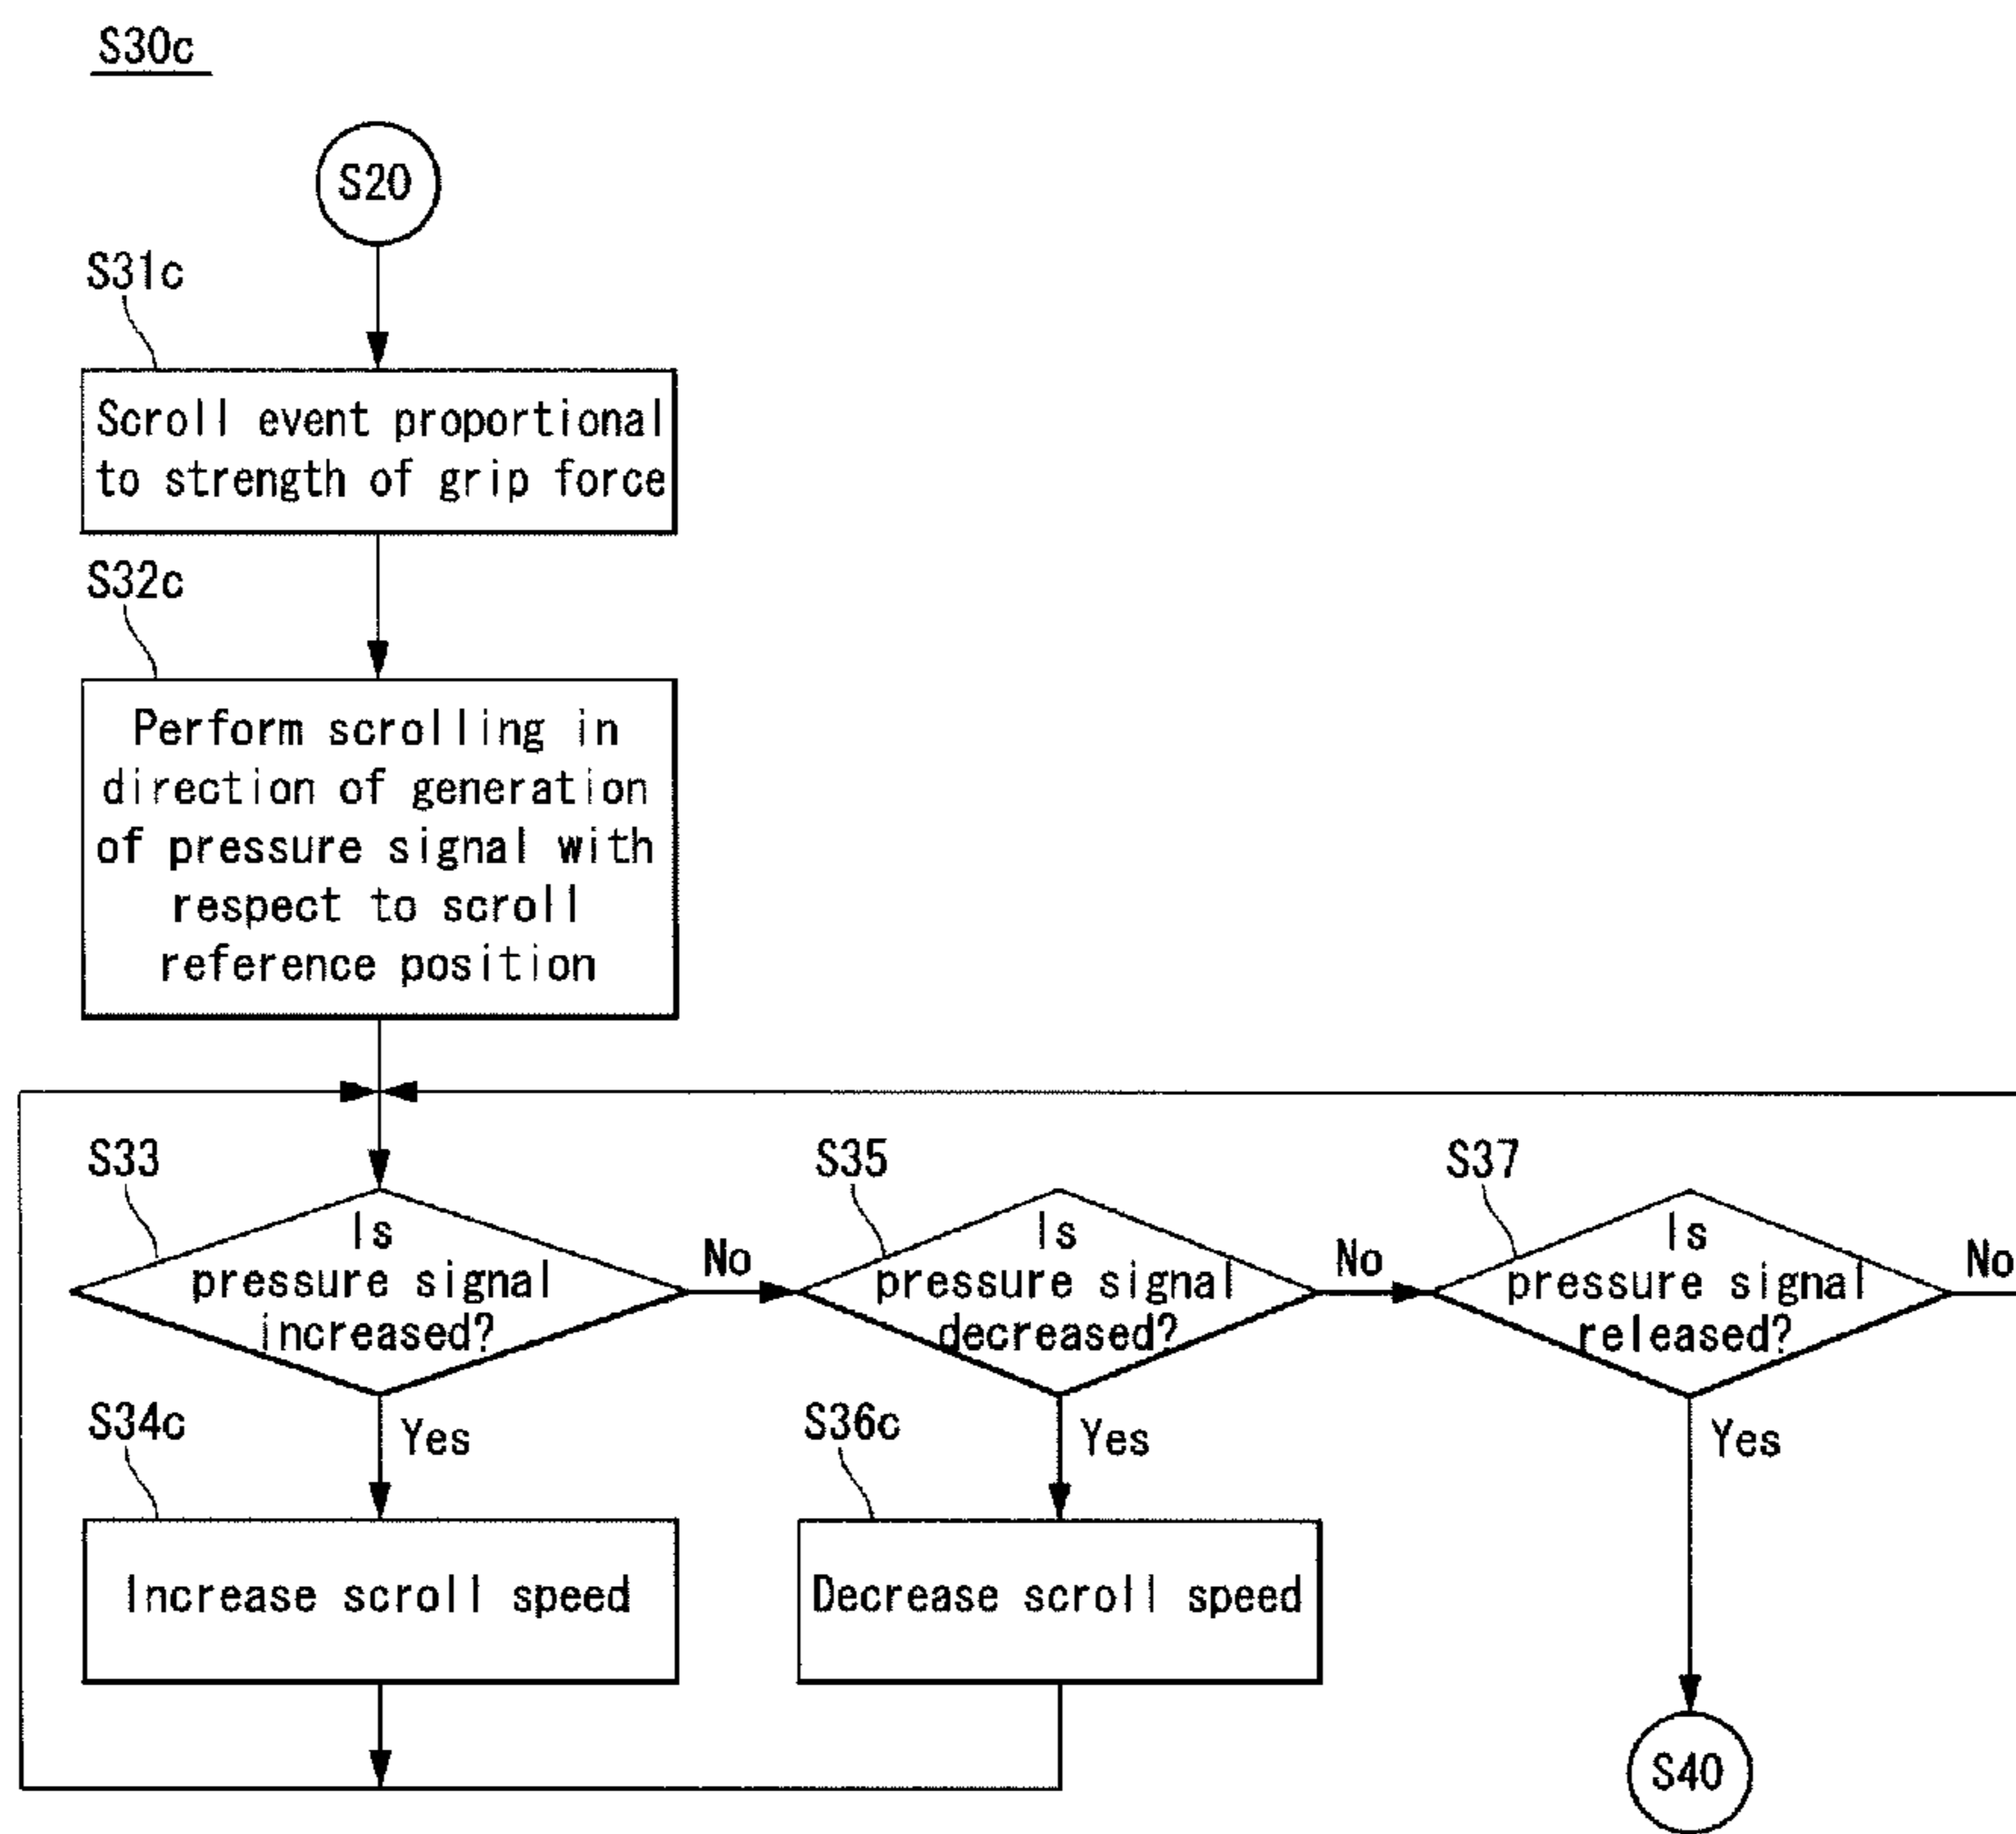 S30c
S20
S31c
Scroll event proportional
to strength of grip force
S32c
Perform scrolling in
direction of generation
of pressure signal with
respect to scroll
reference position
S33
Is
pressure signal
increased?
No
S35
Is
pressure signal
decreased?
No
S37
Is
pressure signal
released?
No
S34c
Yes
Increase scroll speed
S36c
Yes
Decrease scroll speed
Yes
S40